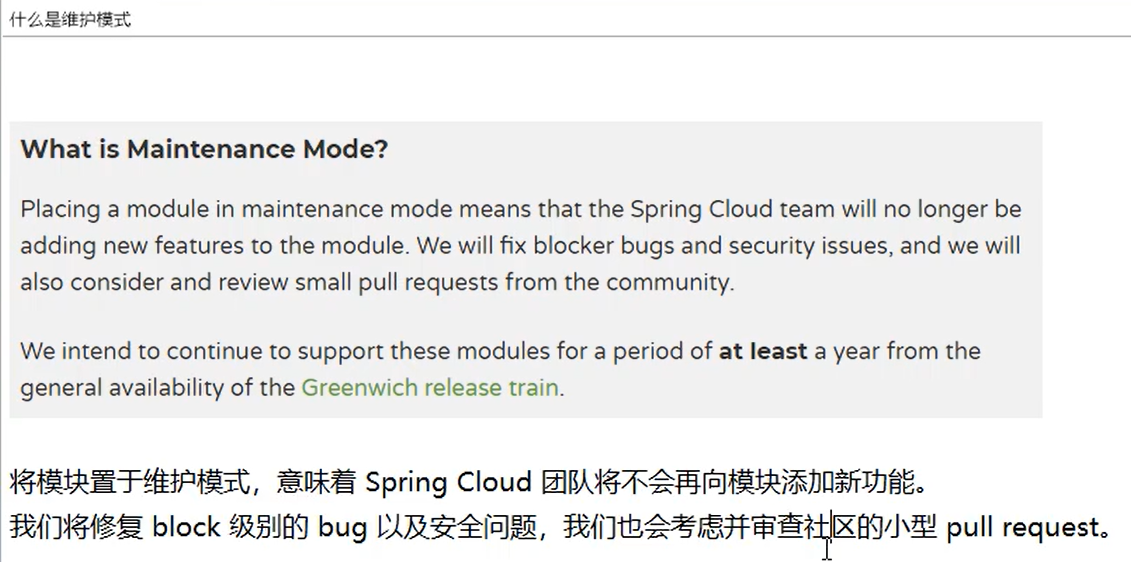 什么是维护模式
What is Maintenance Mode?
Placing a module in maintenance mode means that the Spring Cloud team will no longer be
adding new features to the module. We will fix blocker bugs and security issues, and we will
also consider and review small pull requests from the community.
We intend to continue to support these modules for a period of at least a year from the
general availability of the Greenwich release train.
将模块置于维护模式，意味着 Spring Cloud 团队将不会再向模块添加新功能。
我们将修复 block 级别的 bug 以及安全问题，我们也会考虑并审查社区的小型 pull request。